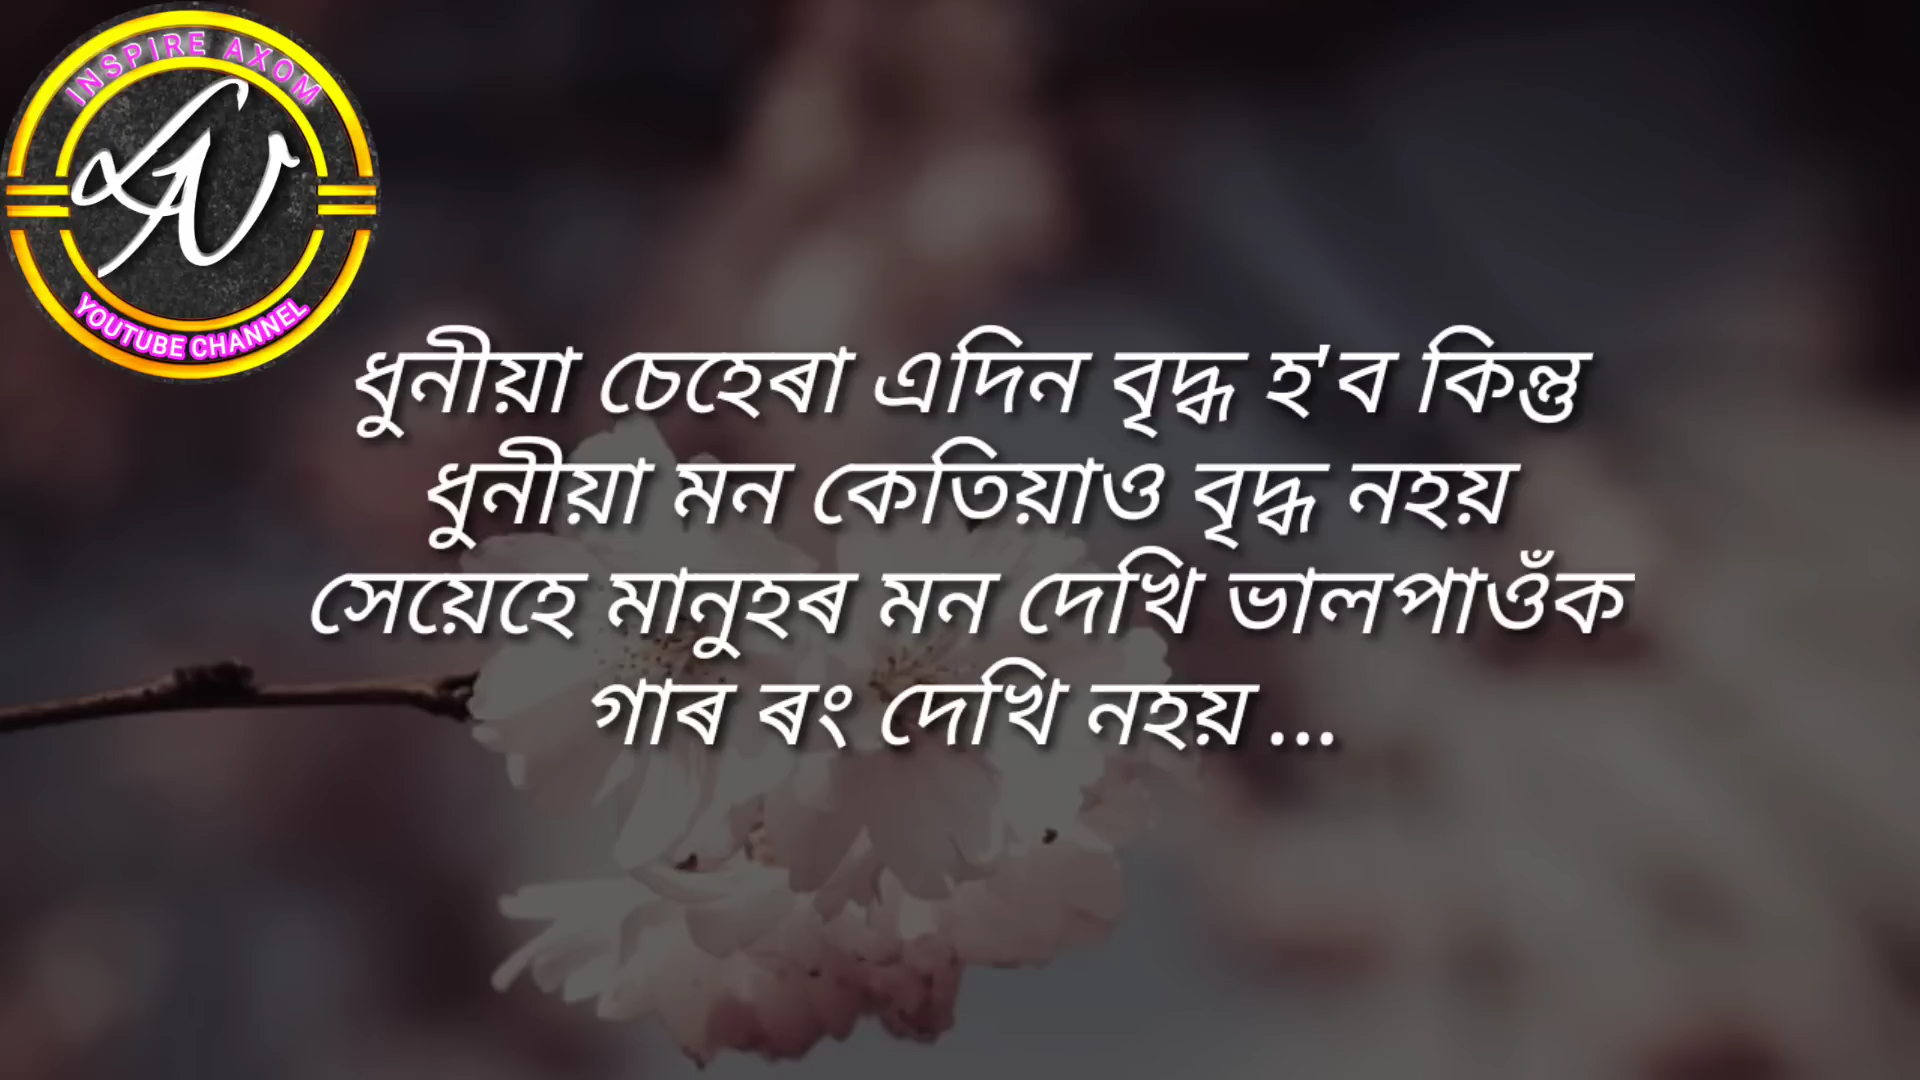 INSPIRE AXOM
YOUTUBE CHANNEL
ধুনীয়া চেহেৰা এদিন বৃদ্ধ হ'ব কিন্তু
ধুনীয়া মন কেতিয়াও বৃদ্ধ নহয়
সেয়েহে মানুহৰ মন দেখি ভালপাওঁক
গাৰ ৰং দেখি নহয় ...